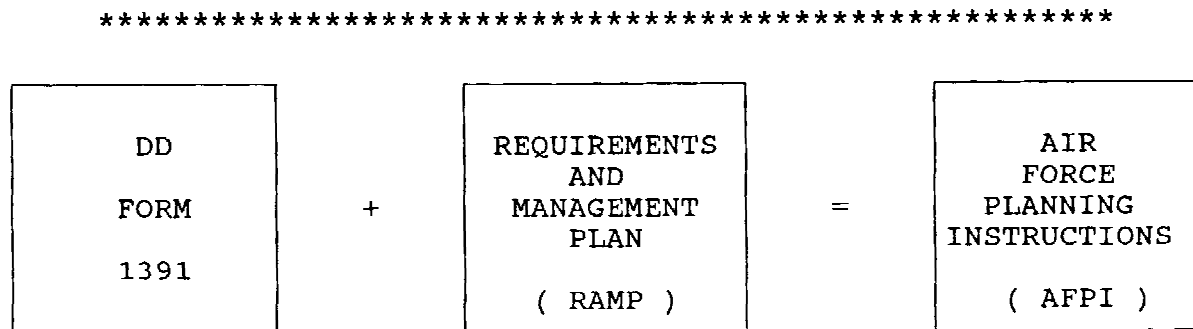 ******************************************************
DD
FORM
1391
+
REQUIREMENTS
AND
MANAGEMENT
PLAN
( RAMP )
=
AIR
FORCE
PLANNING
INSTRUCTIONS
( AFPI )